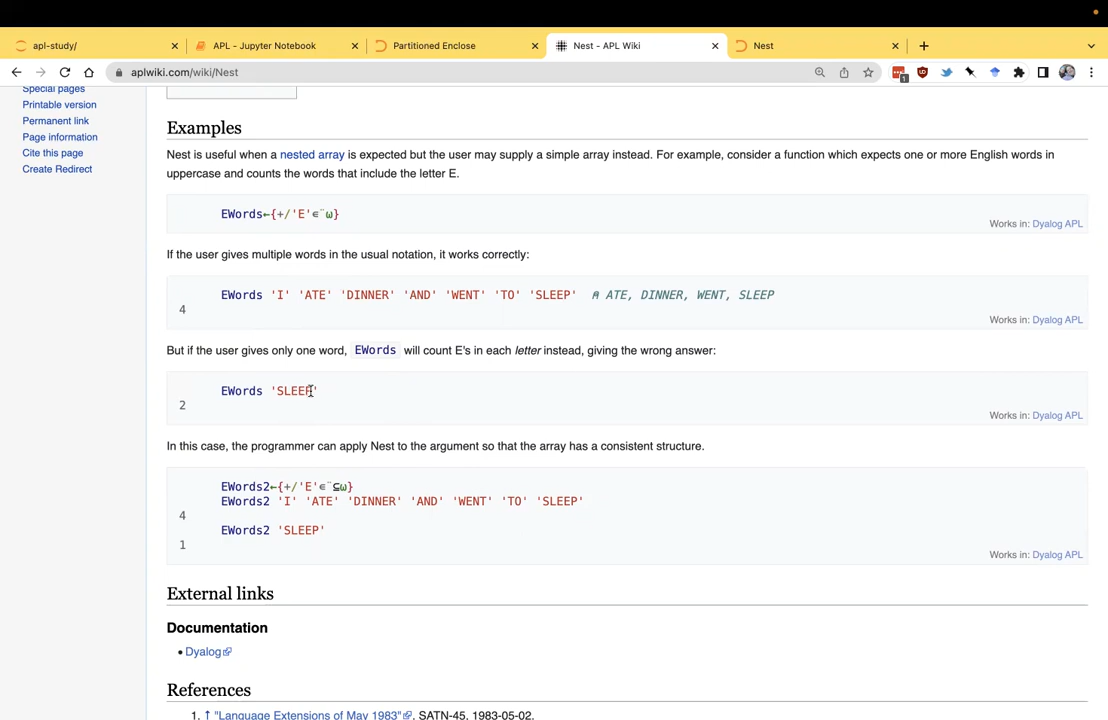 apl-study/
APL - Jupyter Notebook
Partitioned Enclose
Nest - APL Wiki
Nest
aplwiki.com/wiki/Nest
1
Special pages
Printable version
Permanent link
Page information
Cite this page
Create Redirect
Examples
Nest is useful when a nested array is expected but the user may supply a simple array instead. For example, consider a function which expects one or more English words in
uppercase and counts the words that include the letter E.
EWords←{+/'E'∊¨⍵}
Works in: Dyalog APL
If the user gives multiple words in the usual notation, it works correctly:
EWords 'I' 'ATE' 'DINNER' 'AND' 'WENT' 'TO' 'SLEEP' ⍝ ATE, DINNER, WENT, SLEEP
4
Works in: Dyalog APL
But if the user gives only one word, EWords will count E's in each letter instead, giving the wrong answer:
EWords 'SLEEP'
2
Works in: Dyalog APL
In this case, the programmer can apply Nest to the argument so that the array has a consistent structure.
EWords2←{+/'E'∊¨⊆⍵}
EWords2 'I' 'ATE' 'DINNER' 'AND' 'WENT' 'TO' 'SLEEP'
4
EWords2 'SLEEP'
1
Works in: Dyalog APL
External links
Documentation
• Dyalog
References
1. ↑ "Language Extensions of May 1983". SATN-45. 1983-05-02.